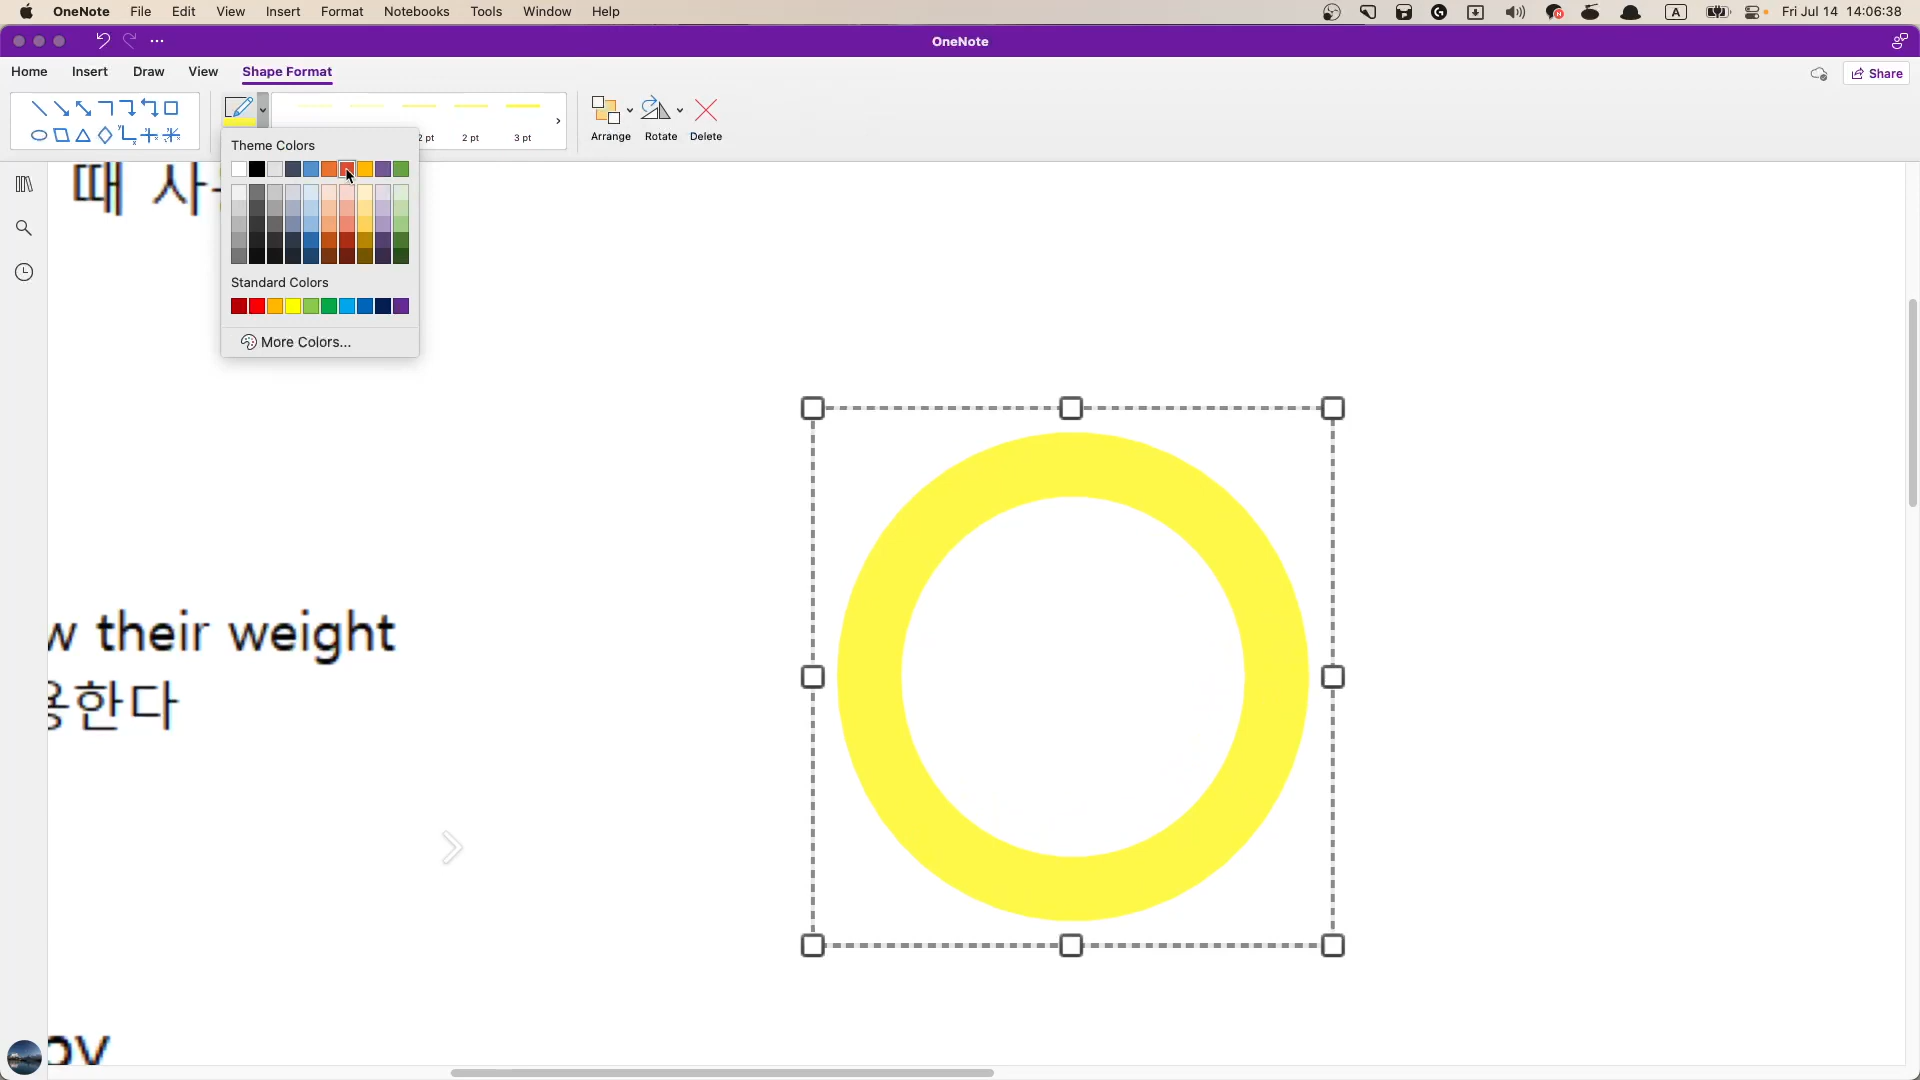 OneNote File Edit View Insert Format Notebooks Tools Window Help
A Fri Jul 14 14:06:38
OneNote
Home Insert Draw View Shape Format
Share
2 pt 2 pt 3 pt
Arrange Rotate Delete
Theme Colors
Standard Colors
More Colors...
때 사
w their weight
용한다